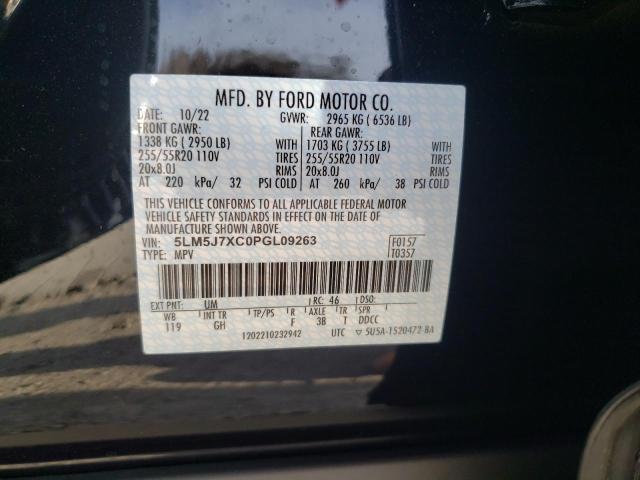 MFD. BY FORD MOTOR CO.
10/22 GVWR: 2965 KG ( 6536 LB)
FRONT GAWR: REAR GAWR:
1338 KG ( 2950 LB) WITH 1703 KG ( 3755 LB) WITH
255/55R20 110V TIRES 255/55R20 110V TIRES
20x8.0J RIMS 20x8.0J RIMS
AT 220 kPa/ 32 PSI COLD AT 260 kPa/ 38 PSI COLD
THIS VEHICLE CONFORMS TO ALL APPLICABLE FEDERAL MOTOR
VEHICLE SAFETY STANDARDS IN EFFECT ON THE DATE OF
MANUFACTURE SHOWN ABOVE.
VIN: 5LM5J7XC0PGL09263 F0157
TYPE: MPV T0357
EXT PNT: UM RC: 46 DSO:
WB INT TR TP/PS R AXLE TR SPR
119 GH F 3B T DDCC
1202210232942 UTC ▽ 5U5A-1520472-BA